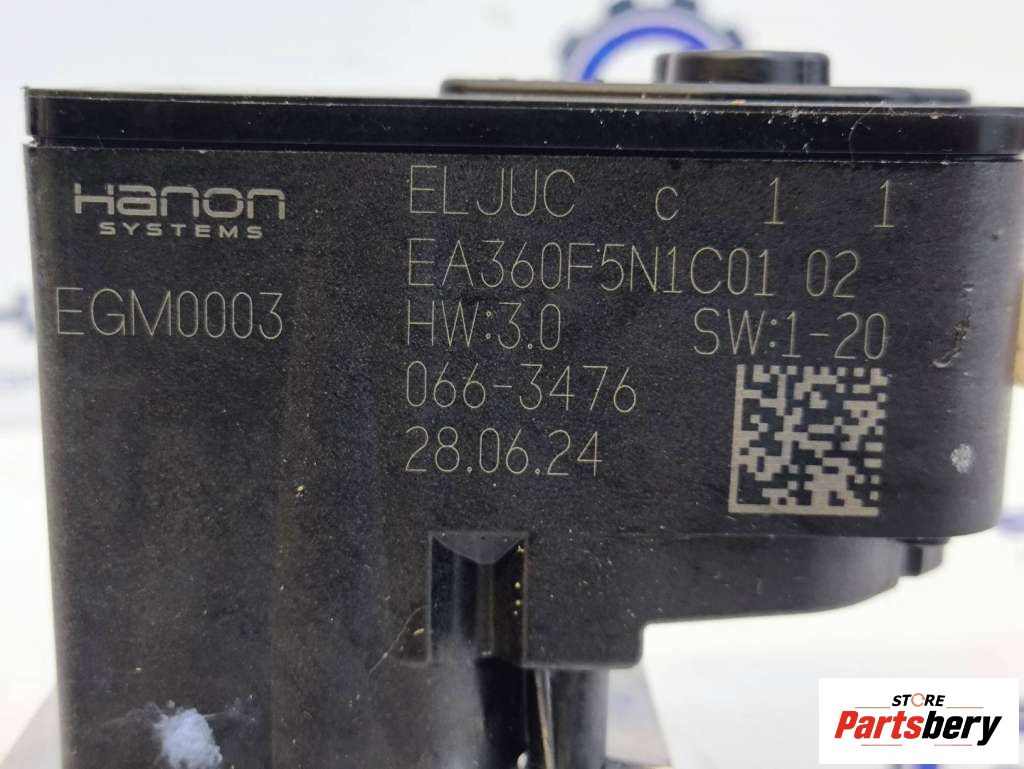 Hanon
SYSTEMS
EGM0003
ELJUC c 1 1
EA360F5N1C01 02
HW:3.0 SW:1-20
066-3476
28.06.24
STORE
Partsbery